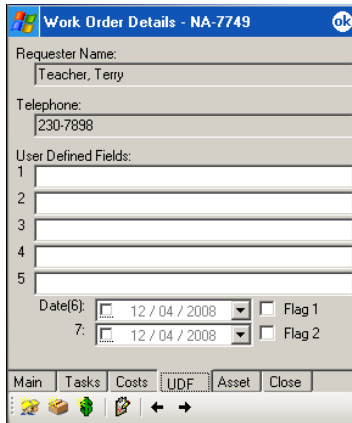 Work Order Details - NA-7749 ok
Requester Name:
Teacher, Terry
Telephone:
230-7898
User Defined Fields:
1
2
3
4
5
Date(6): 12 / 04 / 2008 Flag 1
7: 12 / 04 / 2008 Flag 2
Main Tasks Costs UDF Asset Close